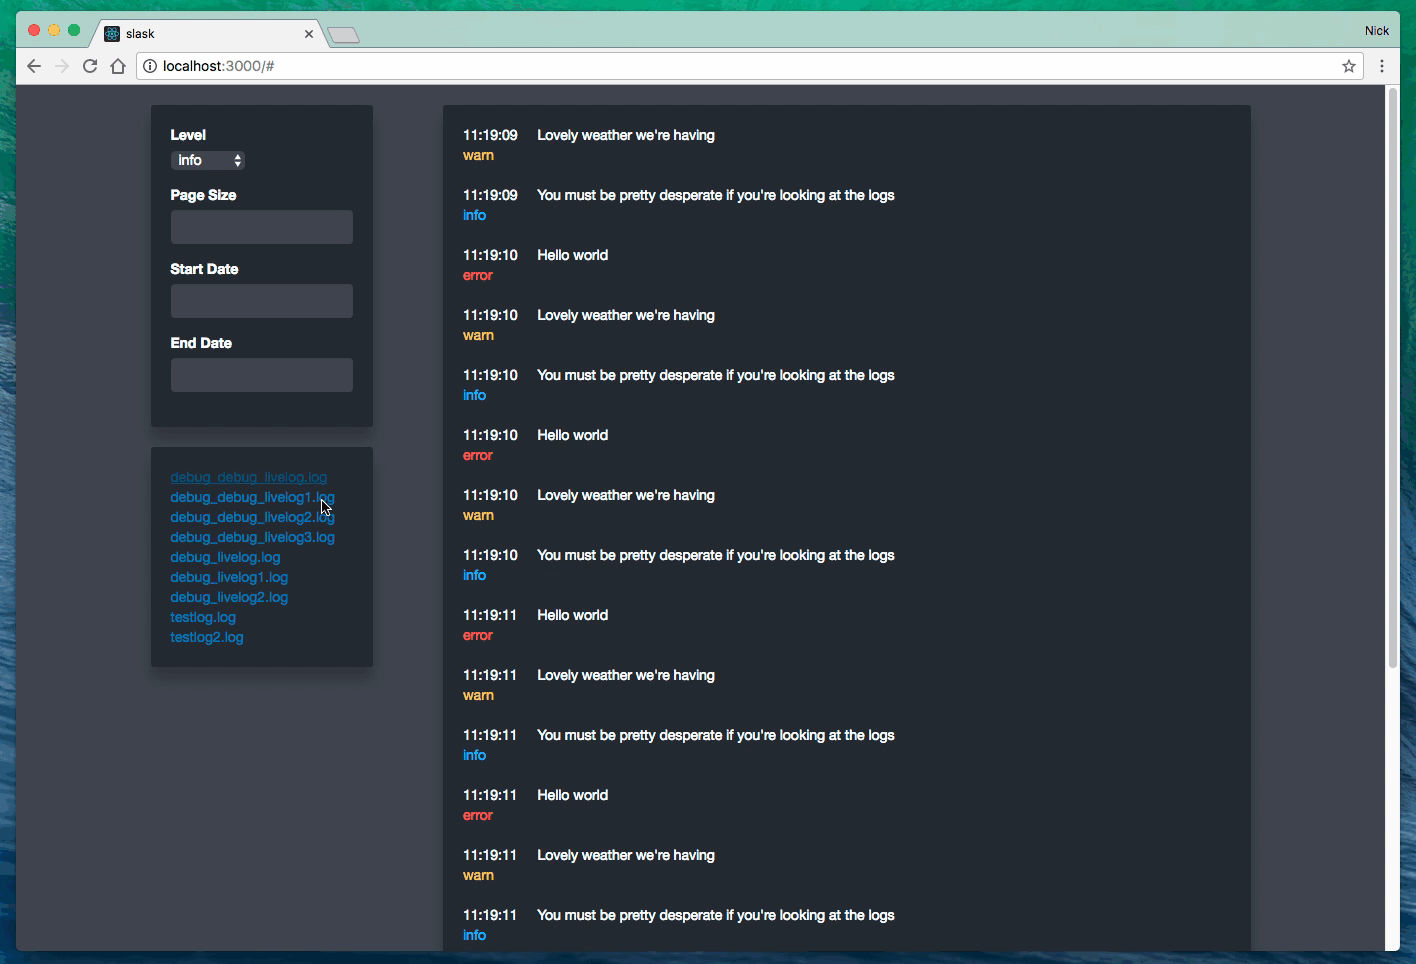 slask
Nick
localhost:3000/#
Level
info
Page Size
Start Date
End Date
debug_debug_livelog.log
debug_debug_livelog1.log
debug_debug_livelog2.log
debug_debug_livelog3.log
debug_livelog.log
debug_livelog1.log
debug_livelog2.log
testlog.log
testlog2.log
11:19:09 Lovely weather we're having
warn
11:19:09 You must be pretty desperate if you're looking at the logs
info
11:19:10 Hello world
error
11:19:10 Lovely weather we're having
warn
11:19:10 You must be pretty desperate if you're looking at the logs
info
11:19:10 Hello world
error
11:19:10 Lovely weather we're having
warn
11:19:10 You must be pretty desperate if you're looking at the logs
info
11:19:11 Hello world
error
11:19:11 Lovely weather we're having
warn
11:19:11 You must be pretty desperate if you're looking at the logs
info
11:19:11 Hello world
error
11:19:11 Lovely weather we're having
warn
11:19:11 You must be pretty desperate if you're looking at the logs
info